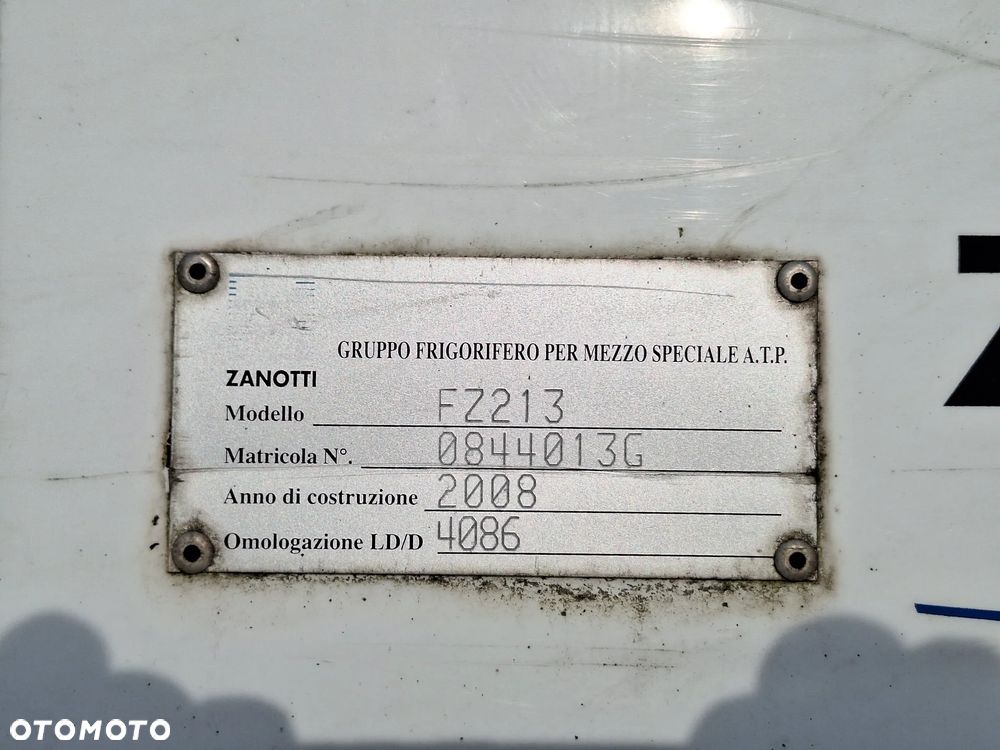 GRUPPO FRIGORIFERO PER MEZZO SPECIALE A.T.P.
ZANOTTI
Modello FZ213
Matricola N°. 0844013G
Anno di costruzione 2008
Omologazione LD/D 4086
OTOMOTO